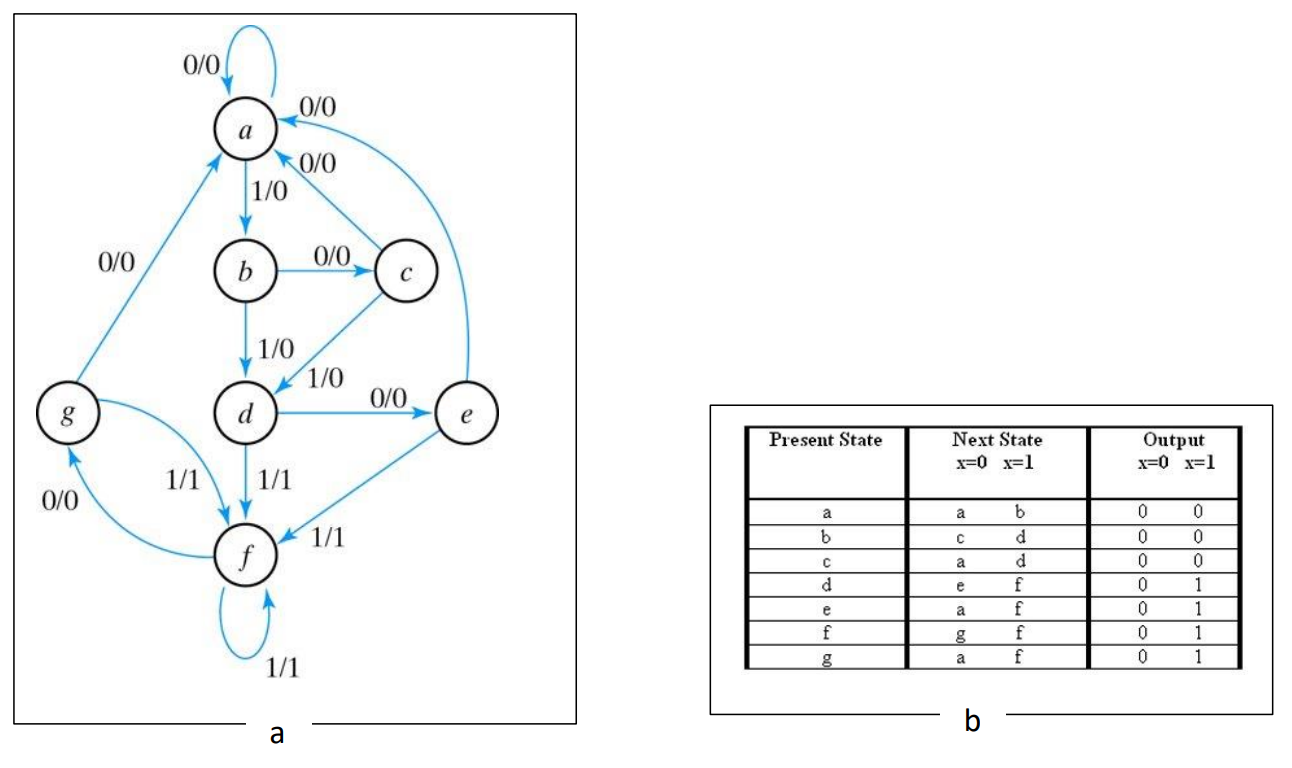 0/0
0/0
a
0/0
1/0
0/0
0/0
b
c
1/0
1/0
0/0
g
d
e
1/1
1/1
0/0
1/1
f
1/1
a
Present State Next State Output
x=0 x=1 x=0 x=1
a a b 0 0
b c d 0 0
c a d 0 0
d e f 0 1
e a f 0 1
f g f 0 1
g a f 0 1
b